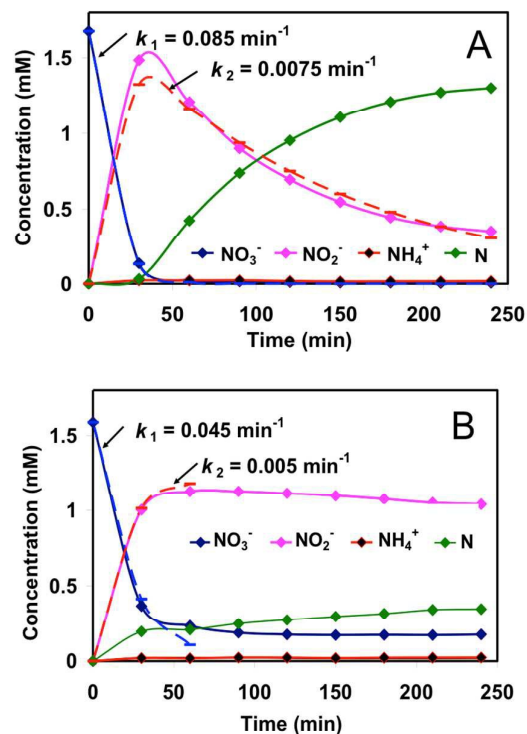 A
k₁ = 0.085 min⁻¹
k₂ = 0.0075 min⁻¹
Concentration (mM)
1.5
1
0.5
0
NO₃⁻ NO₂⁻ NH₄⁺ N
0 50 100 150 200 250
Time (min)
B
k₁ = 0.045 min⁻¹
k₂ = 0.005 min⁻¹
Concentration (mM)
1.5
1
0.5
0
NO₃⁻ NO₂⁻ NH₄⁺ N
0 50 100 150 200 250
Time (min)